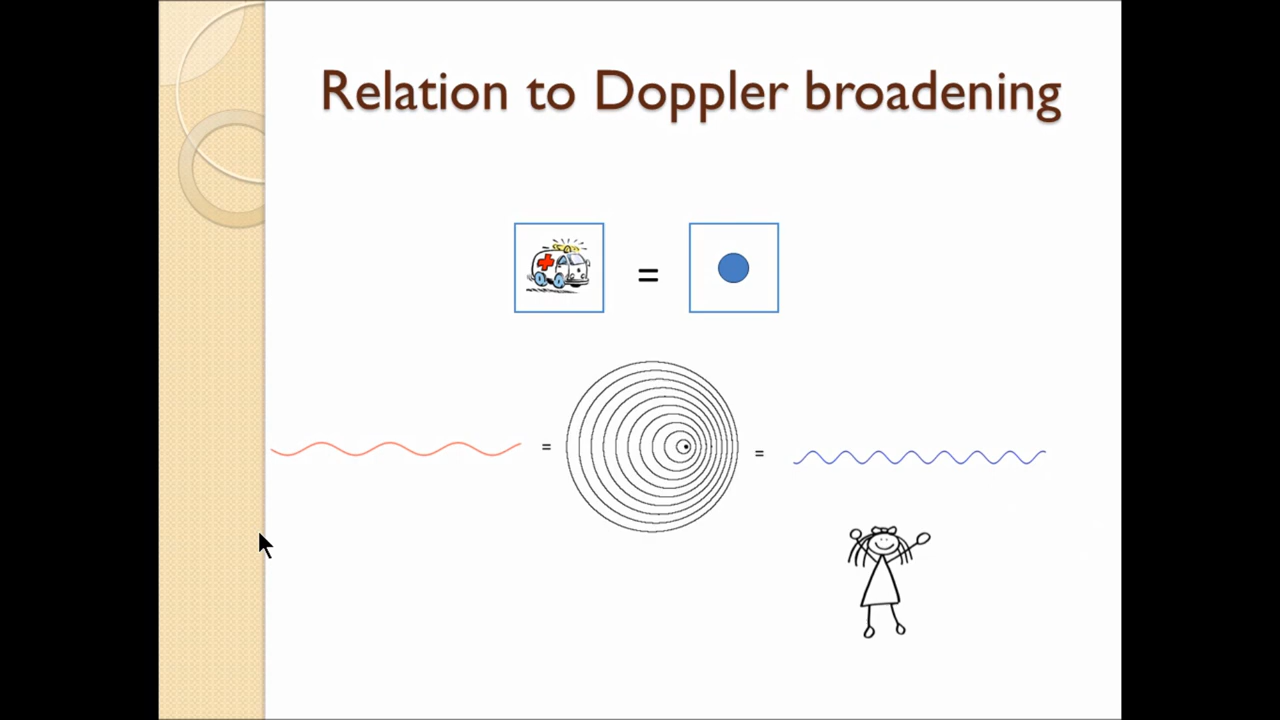 Relation to Doppler broadening
=
=
=